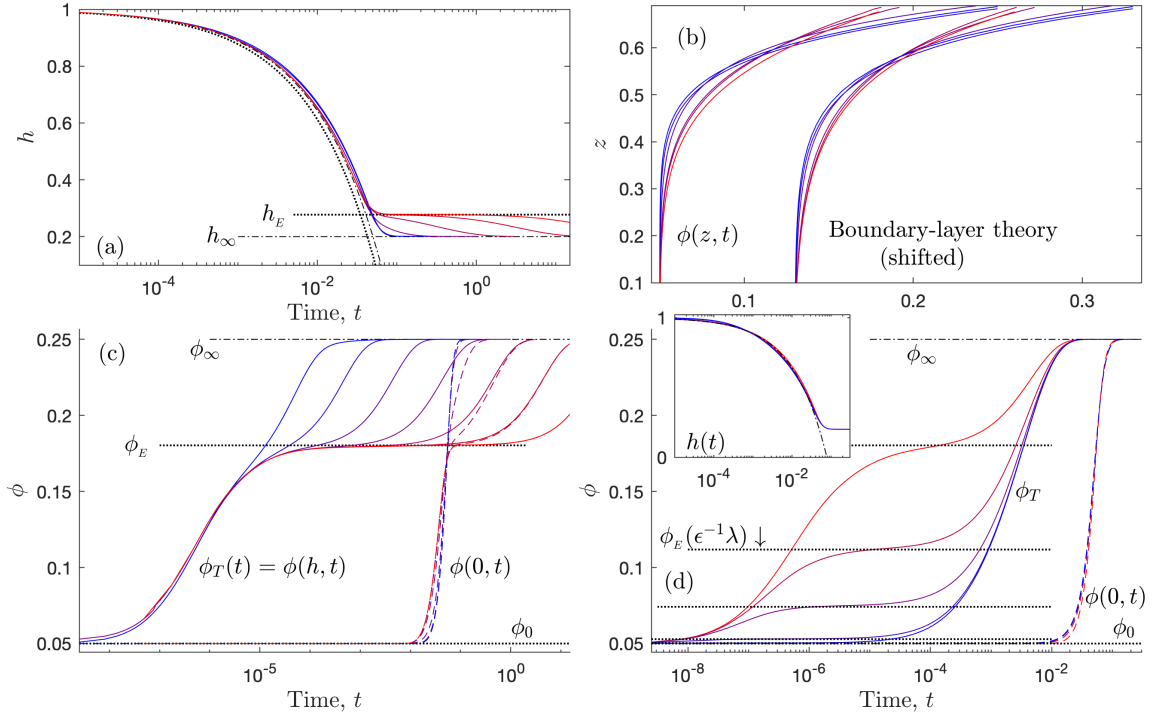 1
0.8
0.6
0.4
0.2
h
h_E
h_∞
(a)
10^-4
10^-2
10^0
Time, t
0.6
0.5
0.4
0.3
0.2
0.1
z
(b)
ϕ(z, t)
Boundary-layer theory
(shifted)
0.1
0.2
0.3
0.25
0.2
0.15
0.1
0.05
ϕ
(c)
ϕ_∞
ϕ_E
ϕ_T(t) = ϕ(h, t)
ϕ(0, t)
ϕ_0
10^-5
10^0
Time, t
0.25
0.2
0.15
0.1
0.05
ϕ
1
0
h(t)
10^-4
10^-2
ϕ_∞
ϕ_T
ϕ_E(ϵ^-1λ) ↓
(d)
ϕ(0, t)
ϕ_0
10^-8
10^-6
10^-4
10^-2
10^0
Time, t